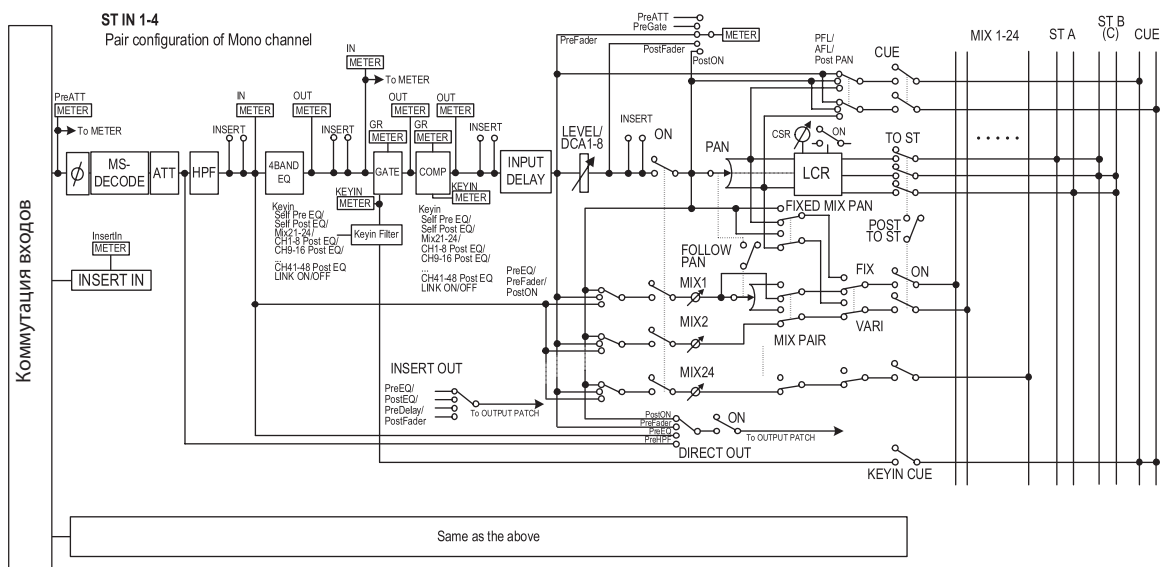 ST IN 1-4
Pair configuration of Mono channel
Коммутация входов
PreATT
METER
To METER
ϕ
MS-
DECODE
ATT
HPF
INSERT
IN
METER
4BAND
EQ
OUT
METER
INSERT
IN
METER
To METER
GATE
GR
METER
OUT
METER
COMP
GR
METER
OUT
METER
INSERT
KEYIN
METER
KEYIN
METER
Keyin Filter
Keyin
Self Pre EQ/
Self Post EQ/
Mix21-24/
CH1-8 Post EQ/
CH9-16 Post EQ/
...
CH41-48 Post EQ
LINK ON/OFF
Keyin
Self Pre EQ/
Self Post EQ/
Mix21-24/
CH1-8 Post EQ/
CH9-16 Post EQ/
...
CH41-48 Post EQ
LINK ON/OFF
InsertIn
METER
INSERT IN
INPUT
DELAY
PreATT
PreGate
PreFader
PostFader
PostON
METER
LEVEL/
DCA1-8
INSERT
ON
PAN
CSR
ON
LCR
PFL/
AFL/
Post PAN
CUE
TO ST
POST
TO ST
MIX 1-24
.....
ST A
ST B
(C)
CUE
FIXED MIX PAN
FOLLOW
PAN
PreEQ/
PreFader/
PostON
MIX1
MIX2
MIX24
MIX PAIR
FIX
VARI
ON
INSERT OUT
PreEQ/
PostEQ/
PreDelay/
PostFader
To OUTPUT PATCH
PostON
PreFader
PreEQ
PreHPF
ON
To OUTPUT PATCH
DIRECT OUT
KEYIN CUE
Same as the above